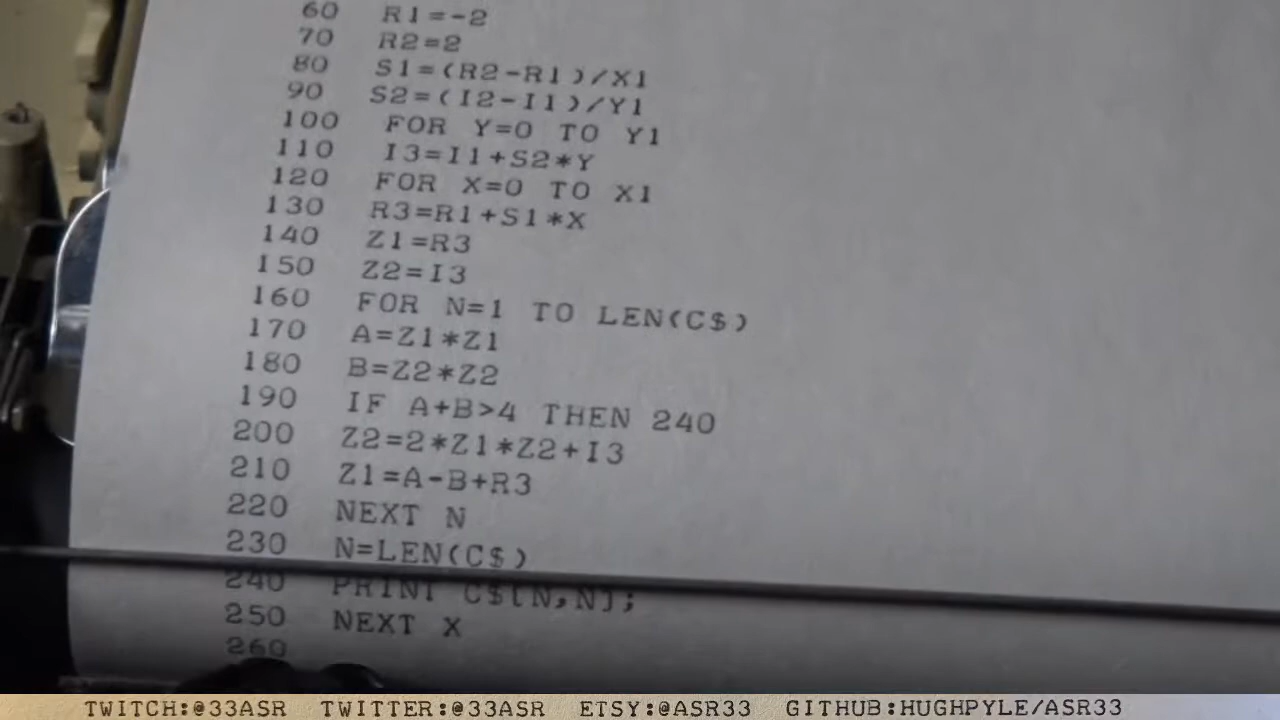 60 R1=-2
70 R2=2
80 S1=(R2-R1)/X1
90 S2=(I2-I1)/Y1
100 FOR Y=0 TO Y1
110 I3=I1+S2*Y
120 FOR X=0 TO X1
130 R3=R1+S1*X
140 Z1=R3
150 Z2=I3
160 FOR N=1 TO LEN(C$)
170 A=Z1*Z1
180 B=Z2*Z2
190 IF A+B>4 THEN 240
200 Z2=2*Z1*Z2+I3
210 Z1=A-B+R3
220 NEXT N
230 N=LEN(C$)
240 PRINT C$[N,N];
250 NEXT X
260
TWITCH:@33ASR TWITTER:@33ASR ETSY:@ASR33 GITHUB:HUGHPYLE/ASR33